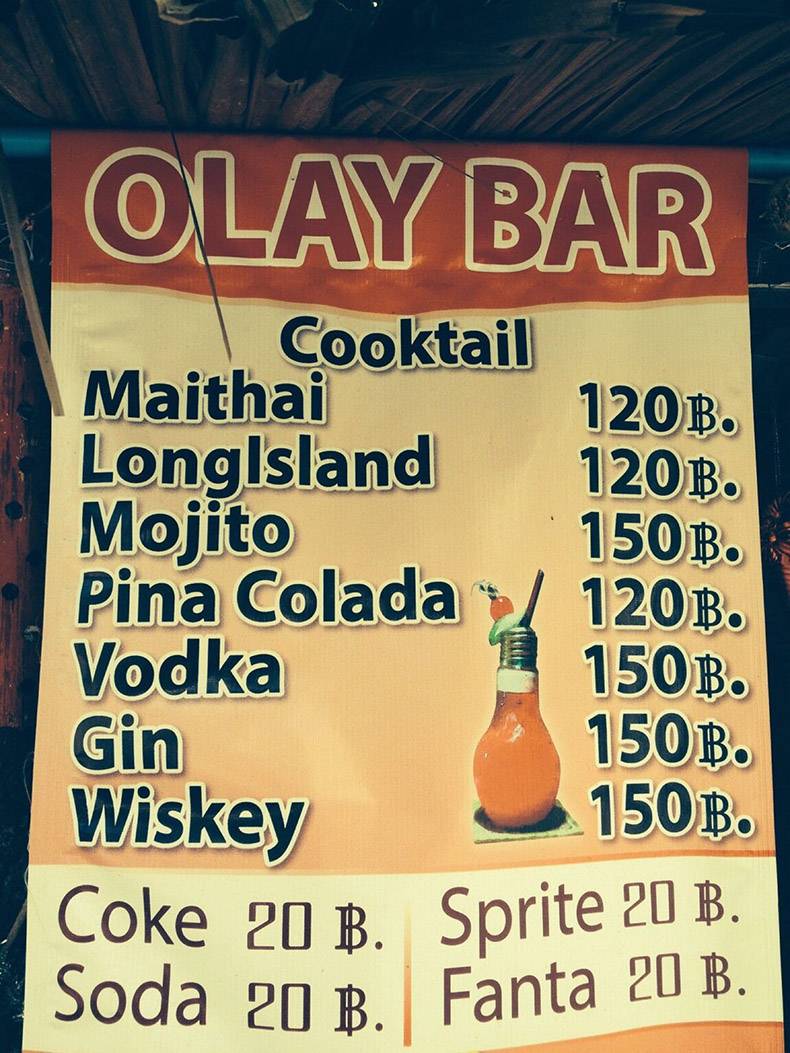 OLAY BAR
Cooktail
Maithai 120 ฿.
LongIsland 120 ฿.
Mojito 150 ฿.
Pina Colada 120 ฿.
Vodka 150 ฿.
Gin 150 ฿.
Wiskey 150 ฿.
Coke 20 ฿. Sprite 20 ฿.
Soda 20 ฿. Fanta 20 ฿.